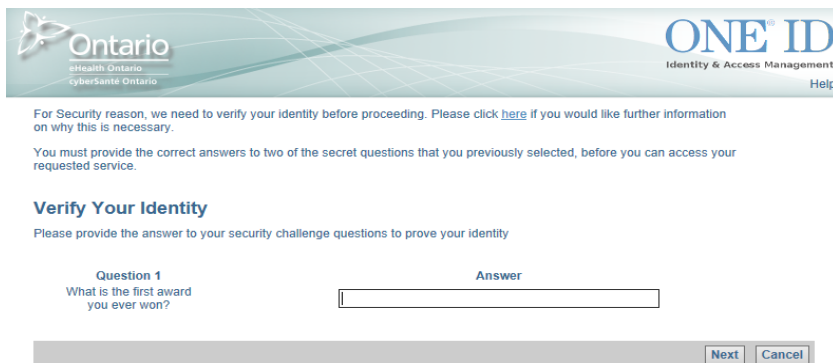 Ontario
eHealth Ontario
cyberSanté Ontario
ONE® ID
Identity & Access Management
Help
For Security reason, we need to verify your identity before proceeding. Please click here if you would like further information
on why this is necessary.
You must provide the correct answers to two of the secret questions that you previously selected, before you can access your
requested service.
Verify Your Identity
Please provide the answer to your security challenge questions to prove your identity
Question 1
Answer
What is the first award
you ever won?
Next Cancel